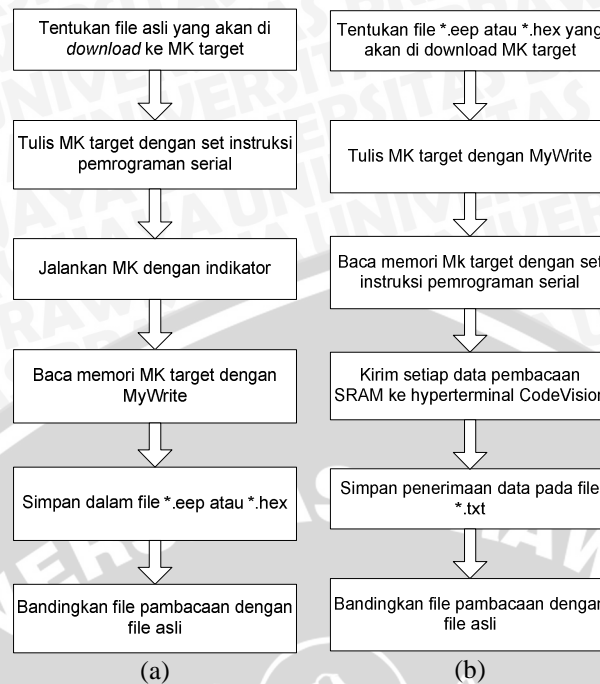 Tentukan file asli yang akan di
download ke MK target
Tulis MK target dengan set instruksi
pemrograman serial
Jalankan MK dengan indikator
Baca memori MK target dengan
MyWrite
Simpan dalam file *.eep atau *.hex
Bandingkan file pambacaan dengan
file asli
(a)
Tentukan file *.eep atau *.hex yang
akan di download MK target
Tulis MK target dengan MyWrite
Baca memori Mk target dengan set
instruksi pemrograman serial
Kirim setiap data pembacaan
SRAM ke hyperterminal CodeVision
Simpan penerimaan data pada file
*.txt
Bandingkan file pambacaan dengan
file asli
(b)